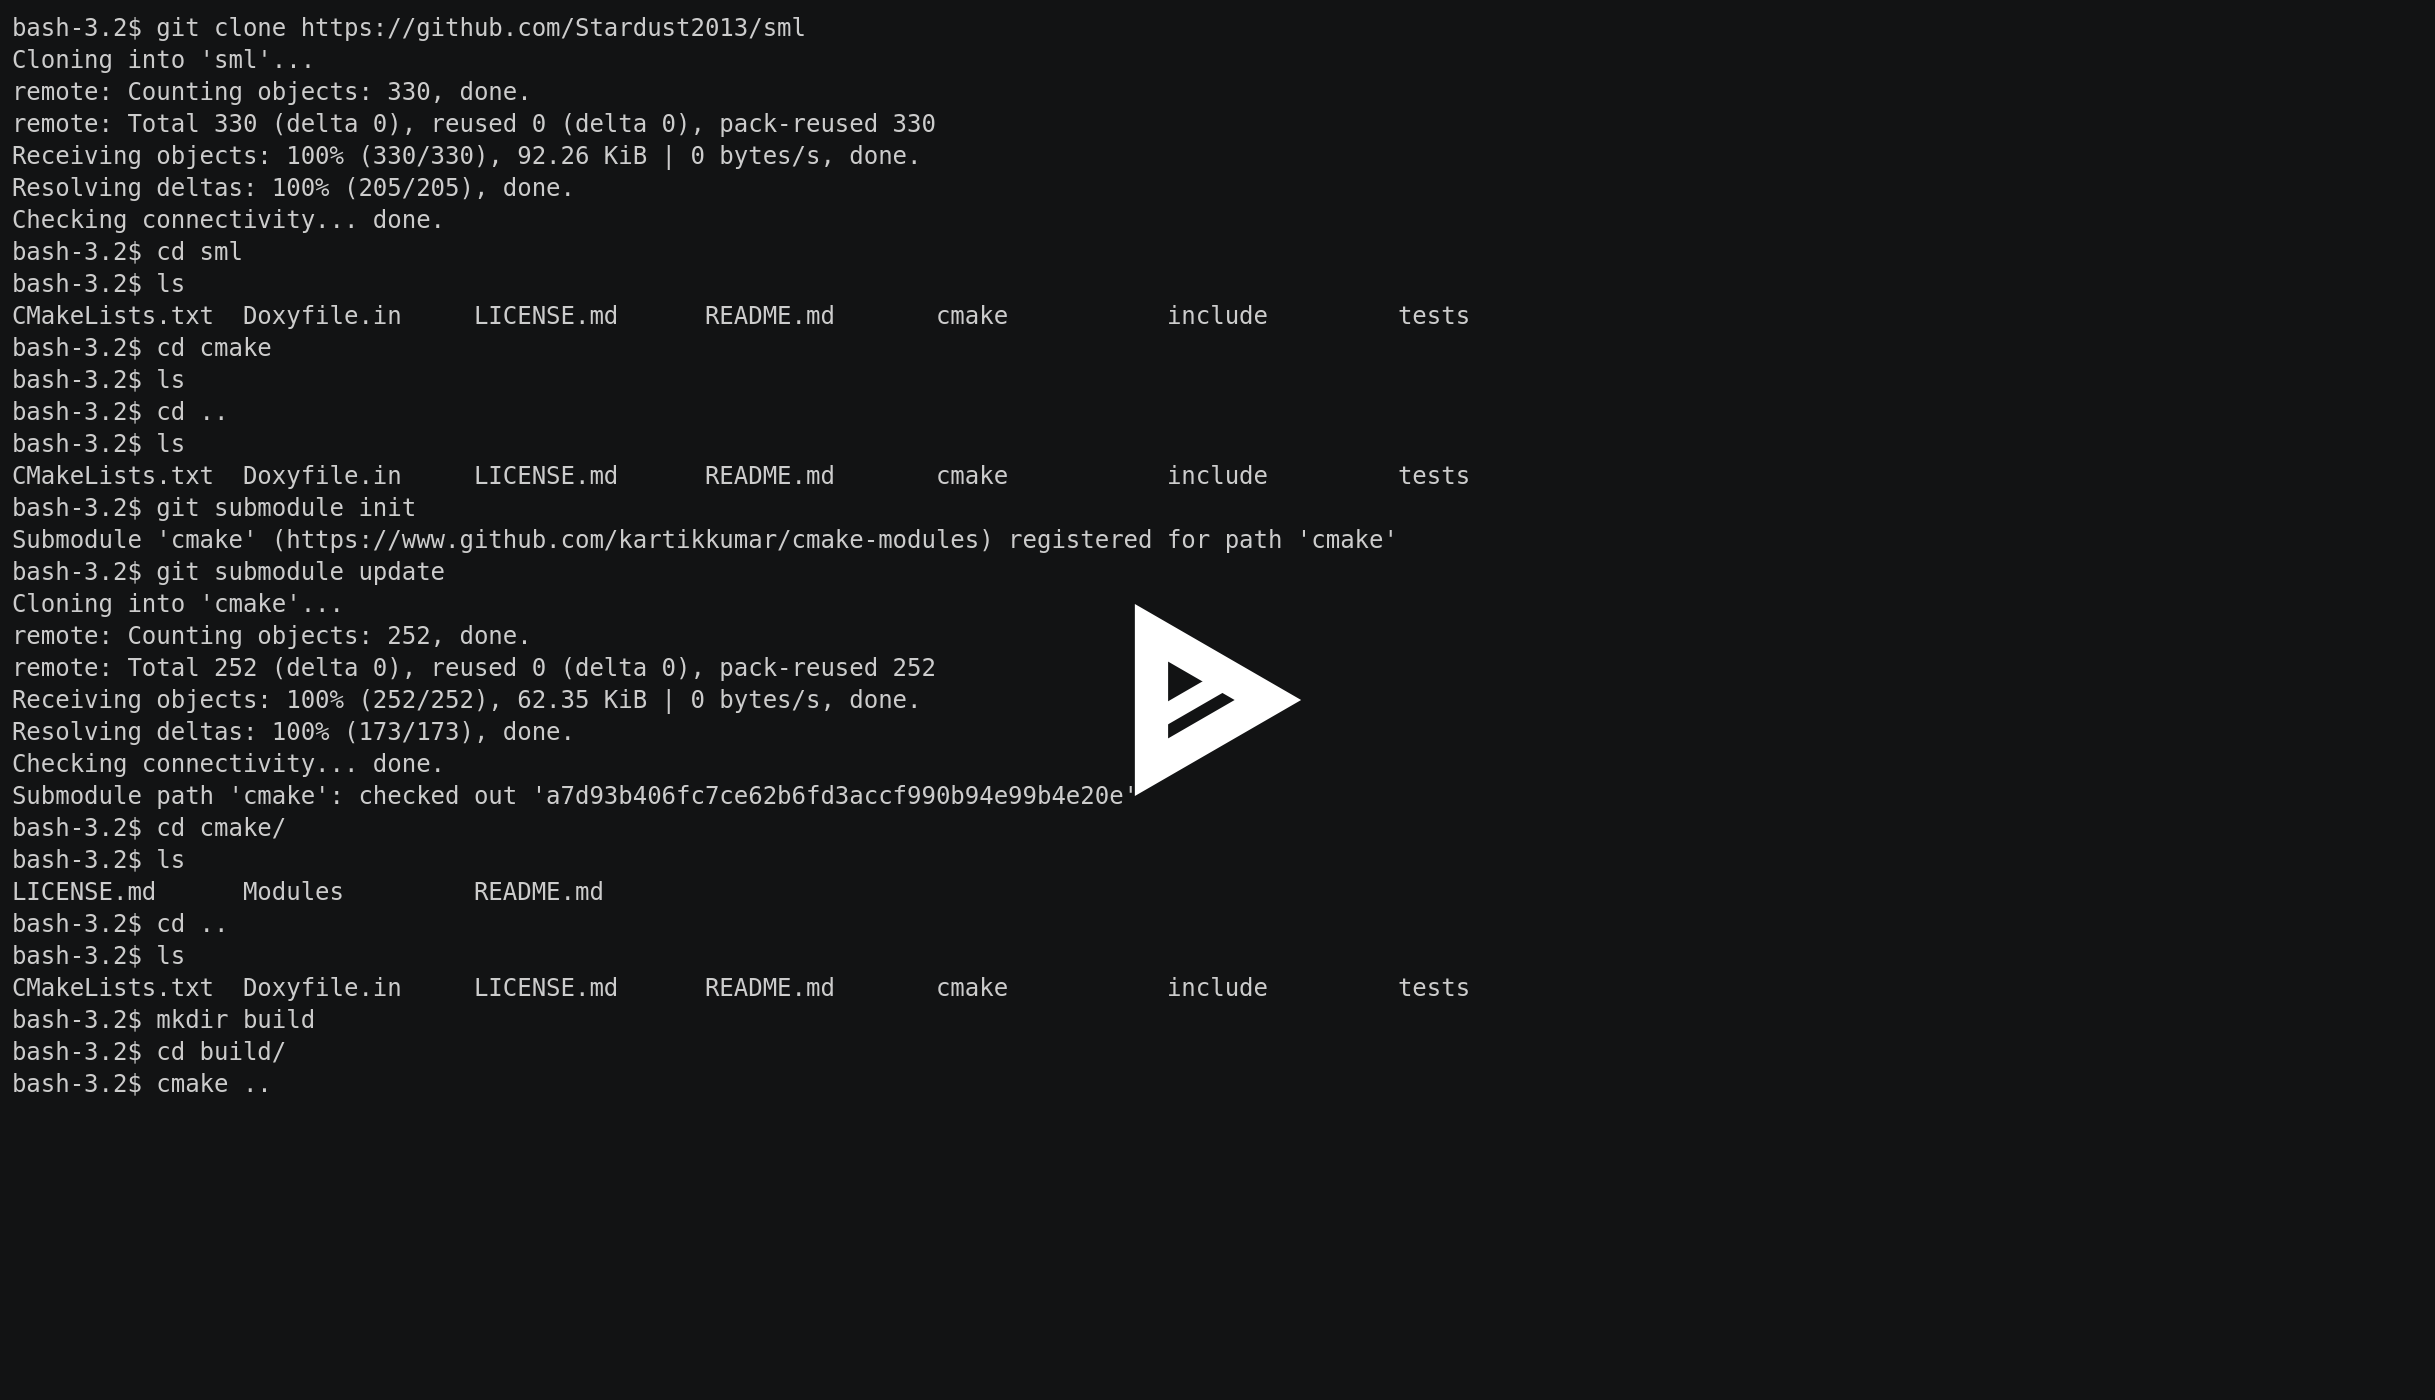 bash-3.2$ git clone https://github.com/Stardust2013/sml
Cloning into 'sml'...
remote: Counting objects: 330, done.
remote: Total 330 (delta 0), reused 0 (delta 0), pack-reused 330
Receiving objects: 100% (330/330), 92.26 KiB | 0 bytes/s, done.
Resolving deltas: 100% (205/205), done.
Checking connectivity... done.
bash-3.2$ cd sml
bash-3.2$ ls
CMakeLists.txt  Doxyfile.in     LICENSE.md      README.md       cmake           include         tests
bash-3.2$ cd cmake
bash-3.2$ ls
bash-3.2$ cd ..
bash-3.2$ ls
CMakeLists.txt  Doxyfile.in     LICENSE.md      README.md       cmake           include         tests
bash-3.2$ git submodule init
Submodule 'cmake' (https://www.github.com/kartikkumar/cmake-modules) registered for path 'cmake'
bash-3.2$ git submodule update
Cloning into 'cmake'...
remote: Counting objects: 252, done.
remote: Total 252 (delta 0), reused 0 (delta 0), pack-reused 252
Receiving objects: 100% (252/252), 62.35 KiB | 0 bytes/s, done.
Resolving deltas: 100% (173/173), done.
Checking connectivity... done.
Submodule path 'cmake': checked out 'a7d93b406fc7ce62b6fd3accf990b94e99b4e20e'
bash-3.2$ cd cmake/
bash-3.2$ ls
LICENSE.md      Modules         README.md
bash-3.2$ cd ..
bash-3.2$ ls
CMakeLists.txt  Doxyfile.in     LICENSE.md      README.md       cmake           include         tests
bash-3.2$ mkdir build
bash-3.2$ cd build/
bash-3.2$ cmake ..